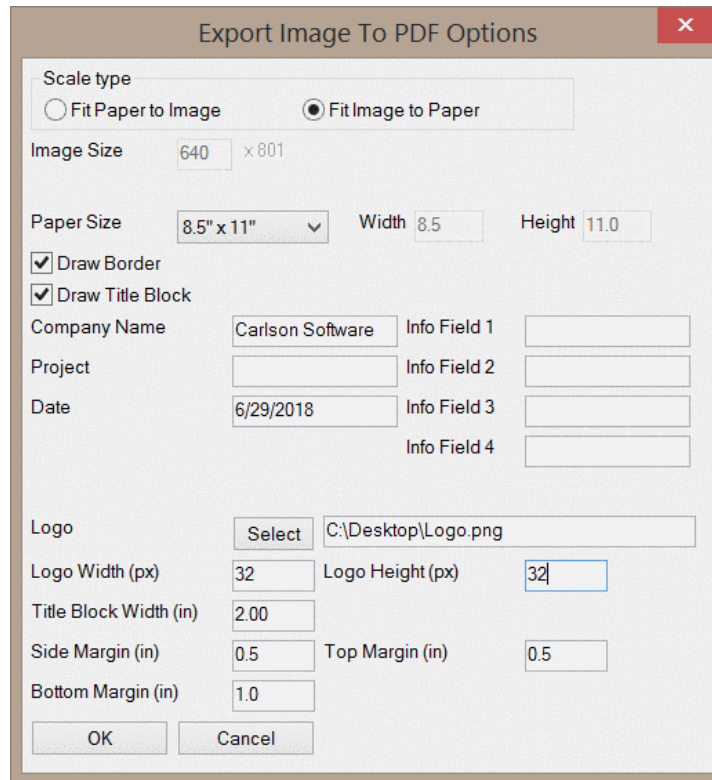 Export Image To PDF Options
Scale type
Fit Paper to Image Fit Image to Paper
Image Size 640 x 801
Paper Size 8.5" x 11" Width 8.5 Height 11.0
Draw Border
Draw Title Block
Company Name Carlson Software Info Field 1
Project Info Field 2
Date 6/29/2018 Info Field 3
Info Field 4
Logo Select C:\Desktop\Logo.png
Logo Width (px) 32 Logo Height (px) 32
Title Block Width (in) 2.00
Side Margin (in) 0.5 Top Margin (in) 0.5
Bottom Margin (in) 1.0
OK Cancel